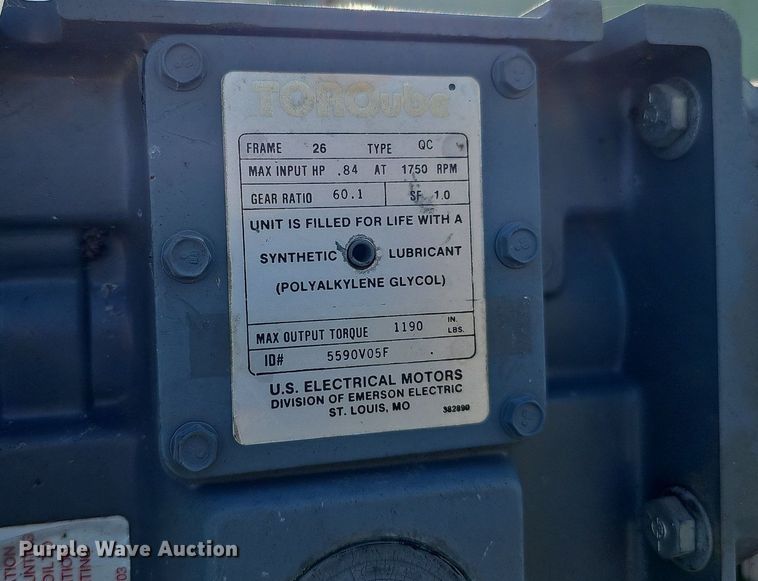 TORQube
FRAME 26 TYPE QC
MAX INPUT HP .84 AT 1750 RPM
GEAR RATIO 60.1 SF 1.0
UNIT IS FILLED FOR LIFE WITH A
SYNTHETIC LUBRICANT
(POLYALKYLENE GLYCOL)
MAX OUTPUT TORQUE 1190 IN. LBS.
ID# 5590V05F
U.S. ELECTRICAL MOTORS
DIVISION OF EMERSON ELECTRIC
ST. LOUIS, MO 382890
Purple Wave Auction
03